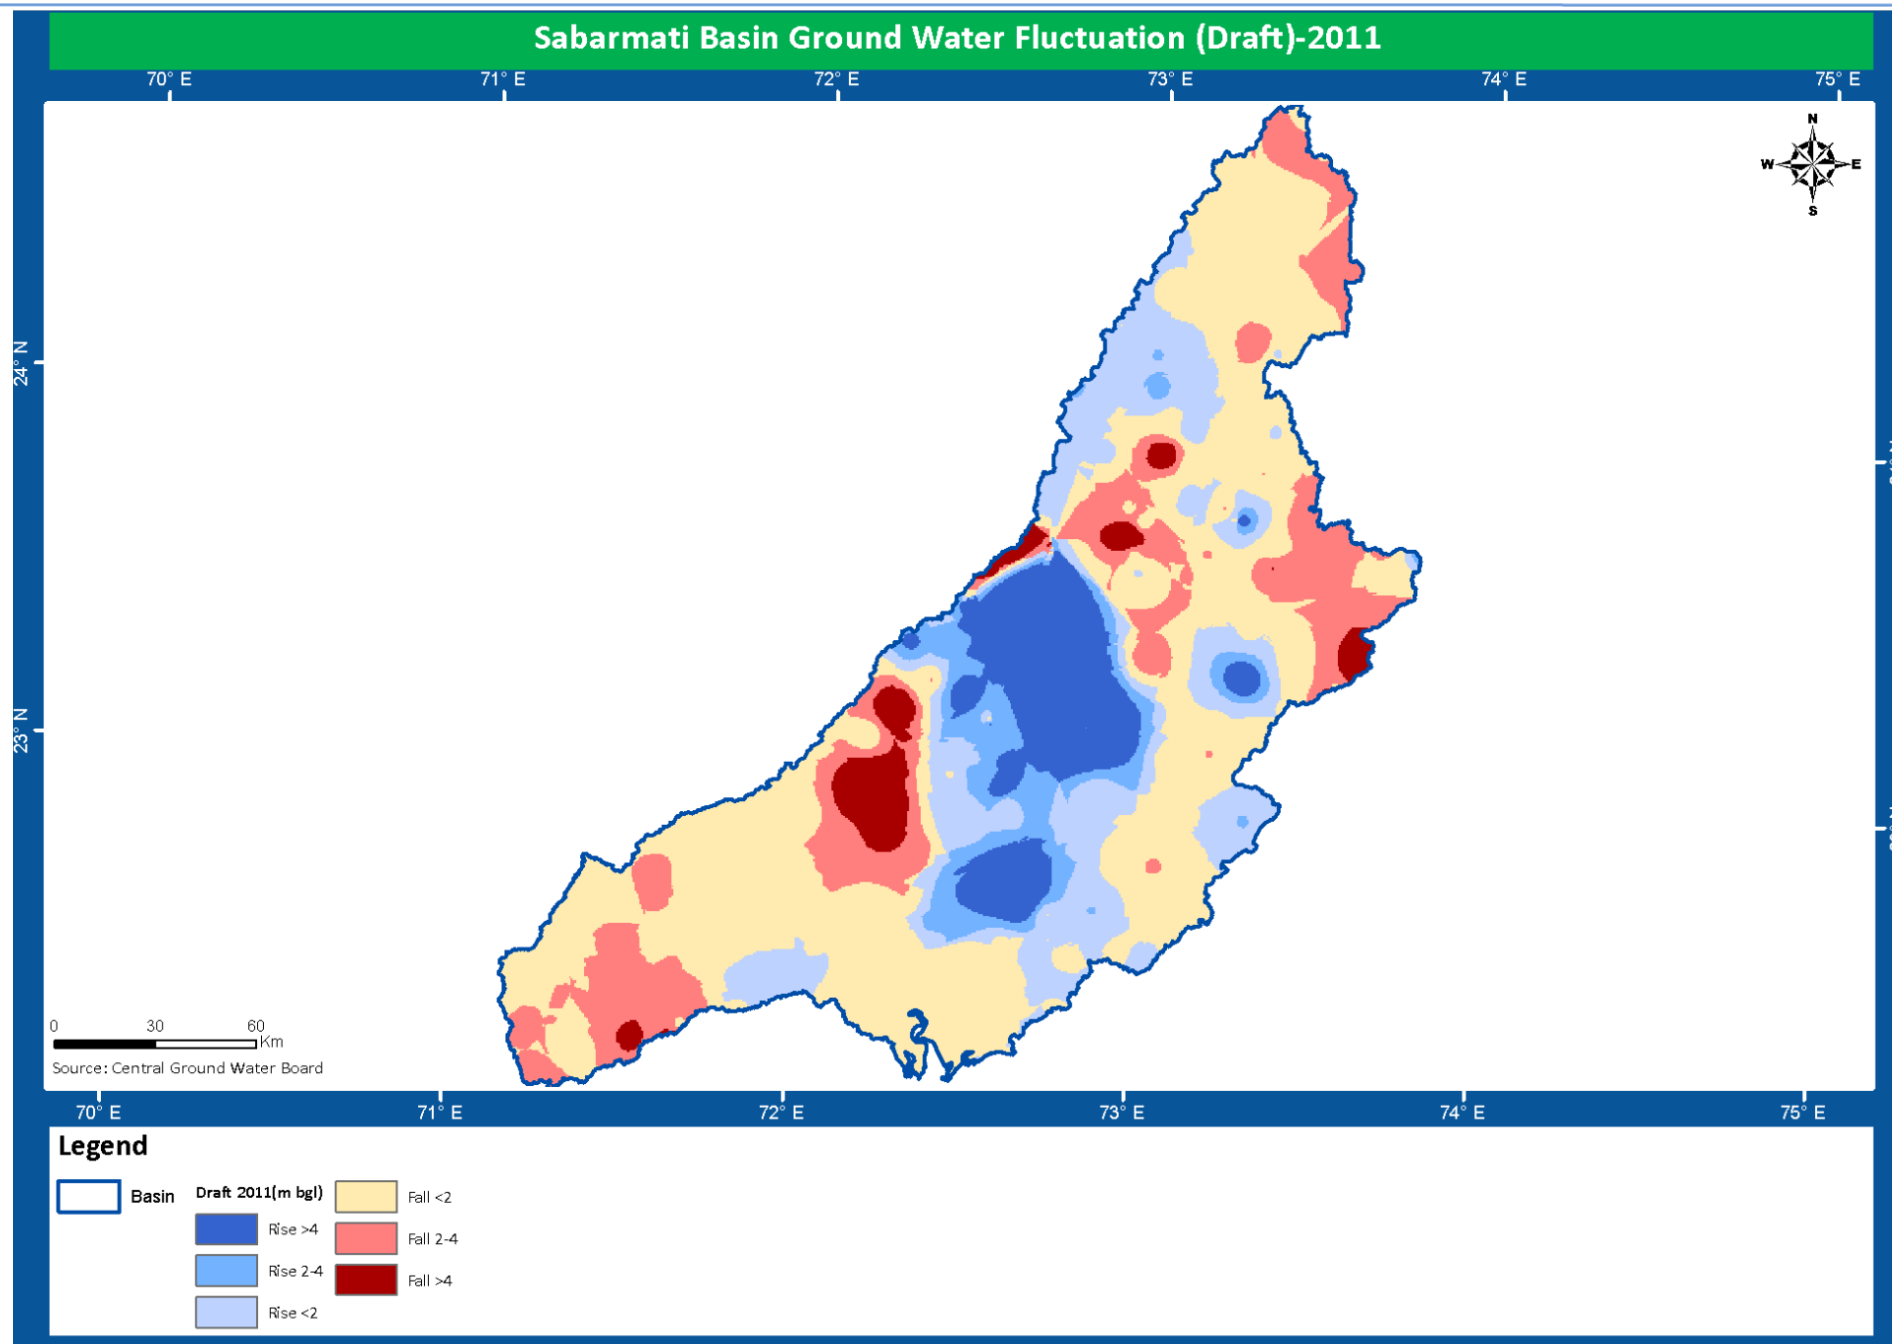 Sabarmati Basin Ground Water Fluctuation (Draft)-2011
70° E 71° E 72° E 73° E 74° E 75° E
N
W E
S
24° N
23° N
0 30 60
Km
Source: Central Ground Water Board
70° E 71° E 72° E 73° E 74° E 75° E
Legend
Basin
Draft 2011(m bgl)
Rise >4
Rise 2-4
Rise <2
Fall <2
Fall 2-4
Fall >4